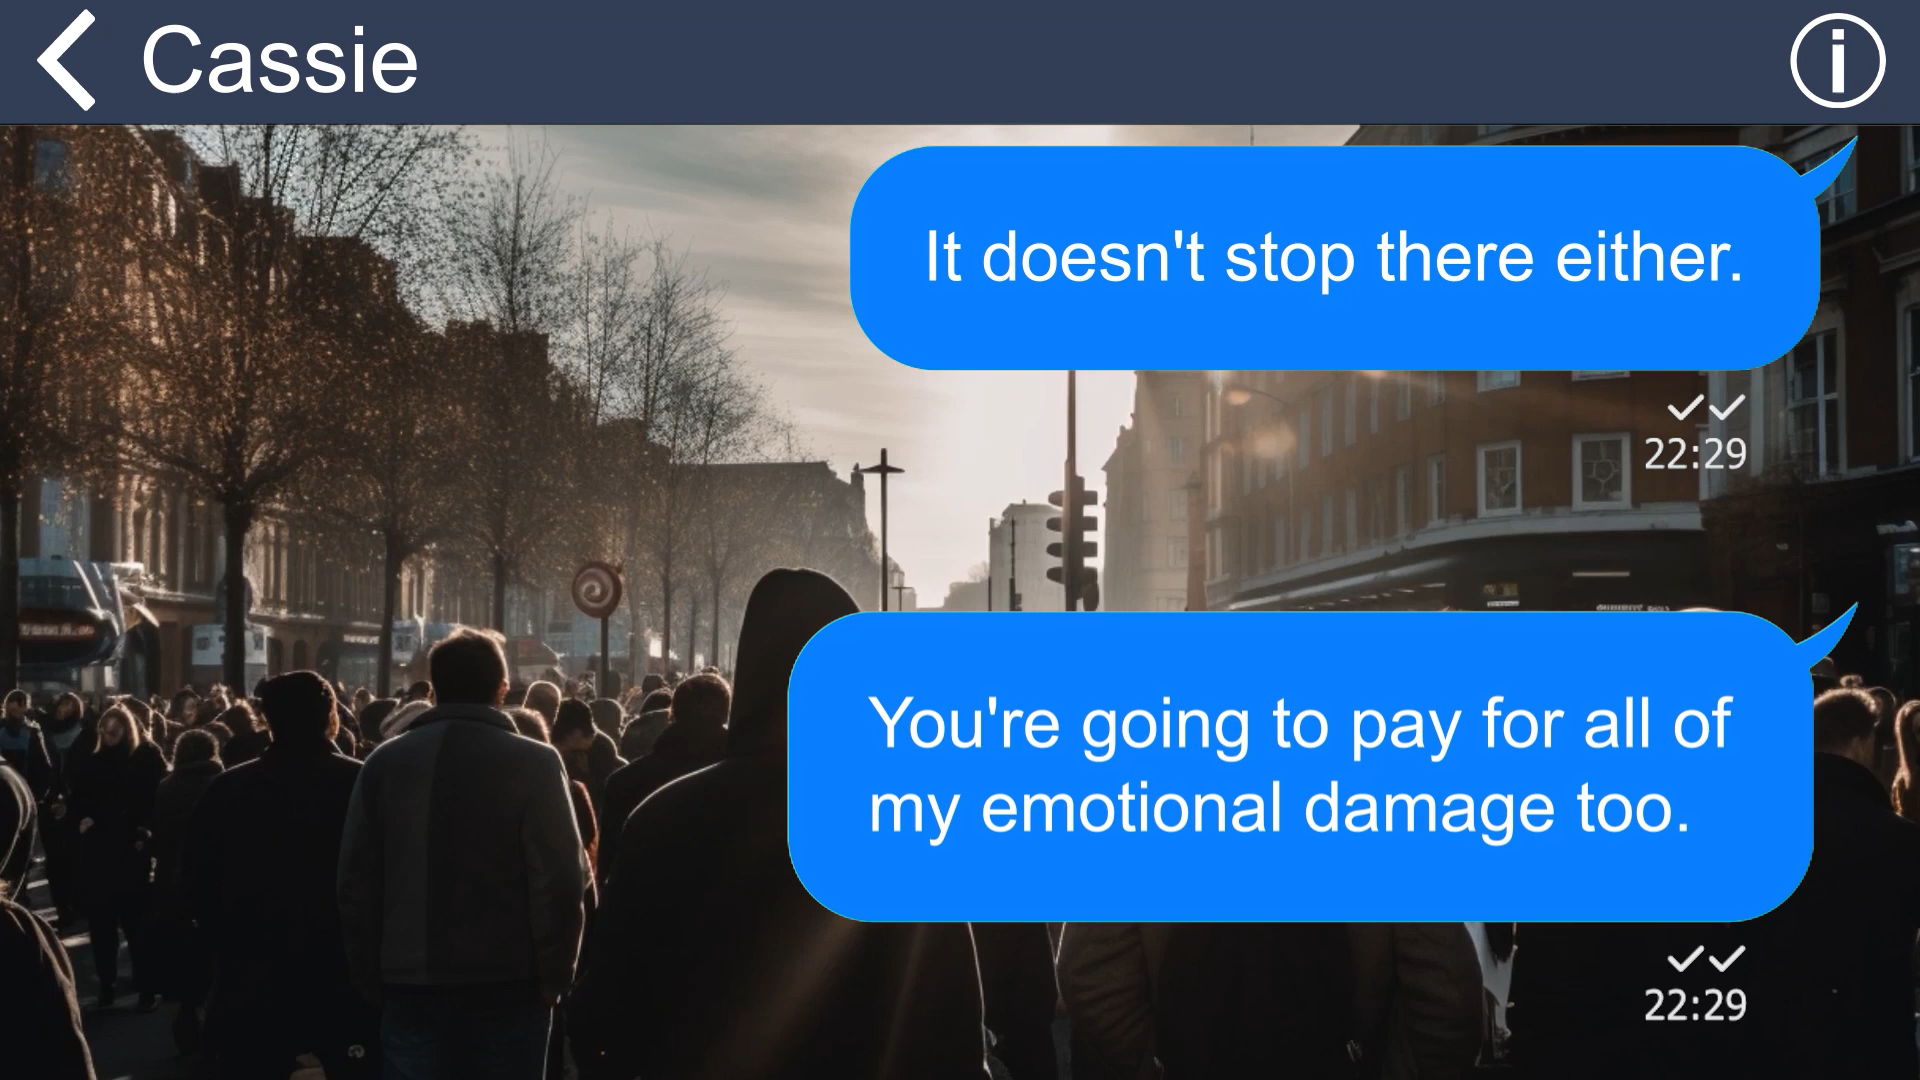 Cassie
It doesn't stop there either.
22:29
You're going to pay for all of
my emotional damage too.
22:29